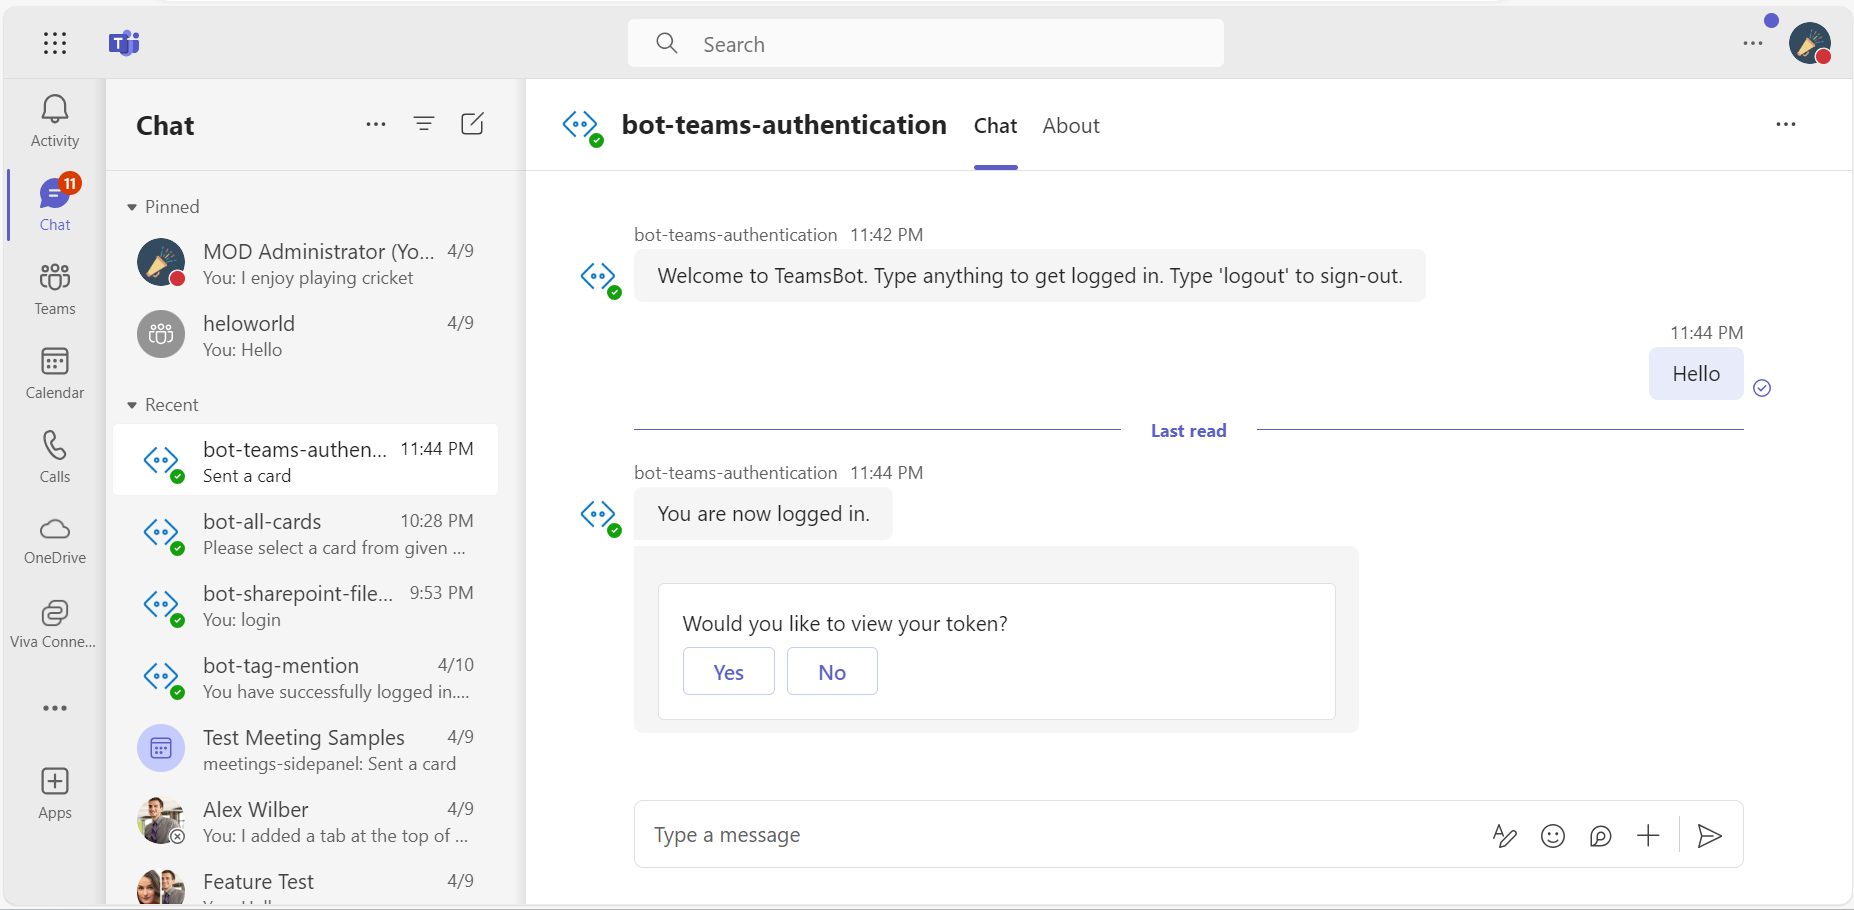 Search
Activity
11
Chat
Teams
Calendar
Calls
OneDrive
Viva Conne...
Apps
Chat
Pinned
MOD Administrator (Yo... 4/9
You: I enjoy playing cricket
heloworld 4/9
You: Hello
Recent
bot-teams-authen... 11:44 PM
Sent a card
bot-all-cards 10:28 PM
Please select a card from given ...
bot-sharepoint-file... 9:53 PM
You: login
bot-tag-mention 4/10
You have successfully logged in....
Test Meeting Samples 4/9
meetings-sidepanel: Sent a card
Alex Wilber 4/9
You: I added a tab at the top of ...
Feature Test 4/9
bot-teams-authentication Chat About
bot-teams-authentication 11:42 PM
Welcome to TeamsBot. Type anything to get logged in. Type 'logout' to sign-out.
11:44 PM
Hello
Last read
bot-teams-authentication 11:44 PM
You are now logged in.
Would you like to view your token?
Yes No
Type a message